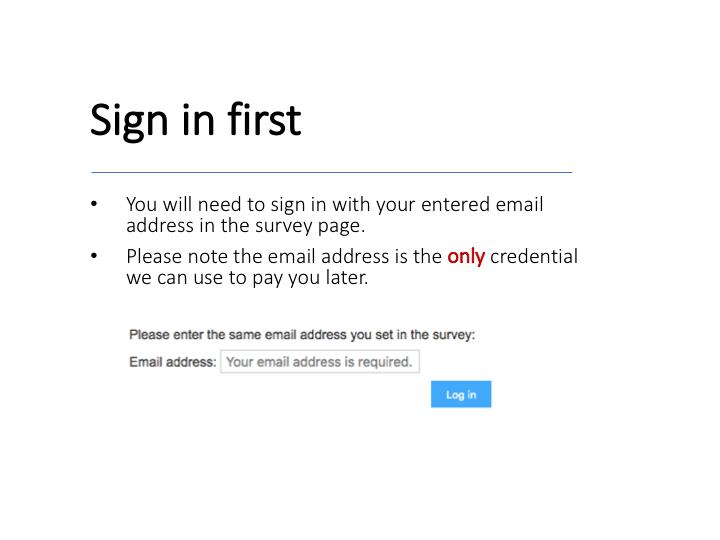 Sign in first
• You will need to sign in with your entered email
address in the survey page.
• Please note the email address is the only credential
we can use to pay you later.
Please enter the same email address you set in the survey:
Email address: Your email address is required.
Log in